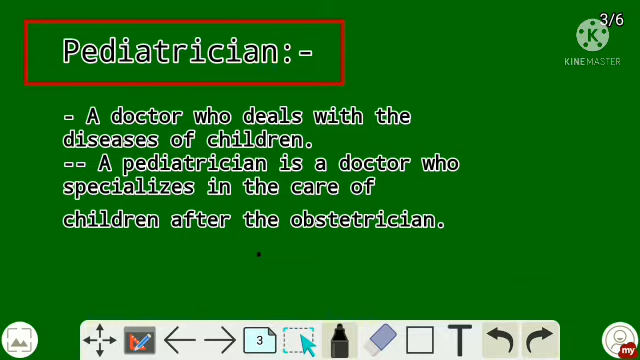 3/6
Pediatrician:-
KINEMASTER
- A doctor who deals with the
diseases of children.
-- A pediatrician is a doctor who
specializes in the care of
children after the obstetrician.
3
T
my